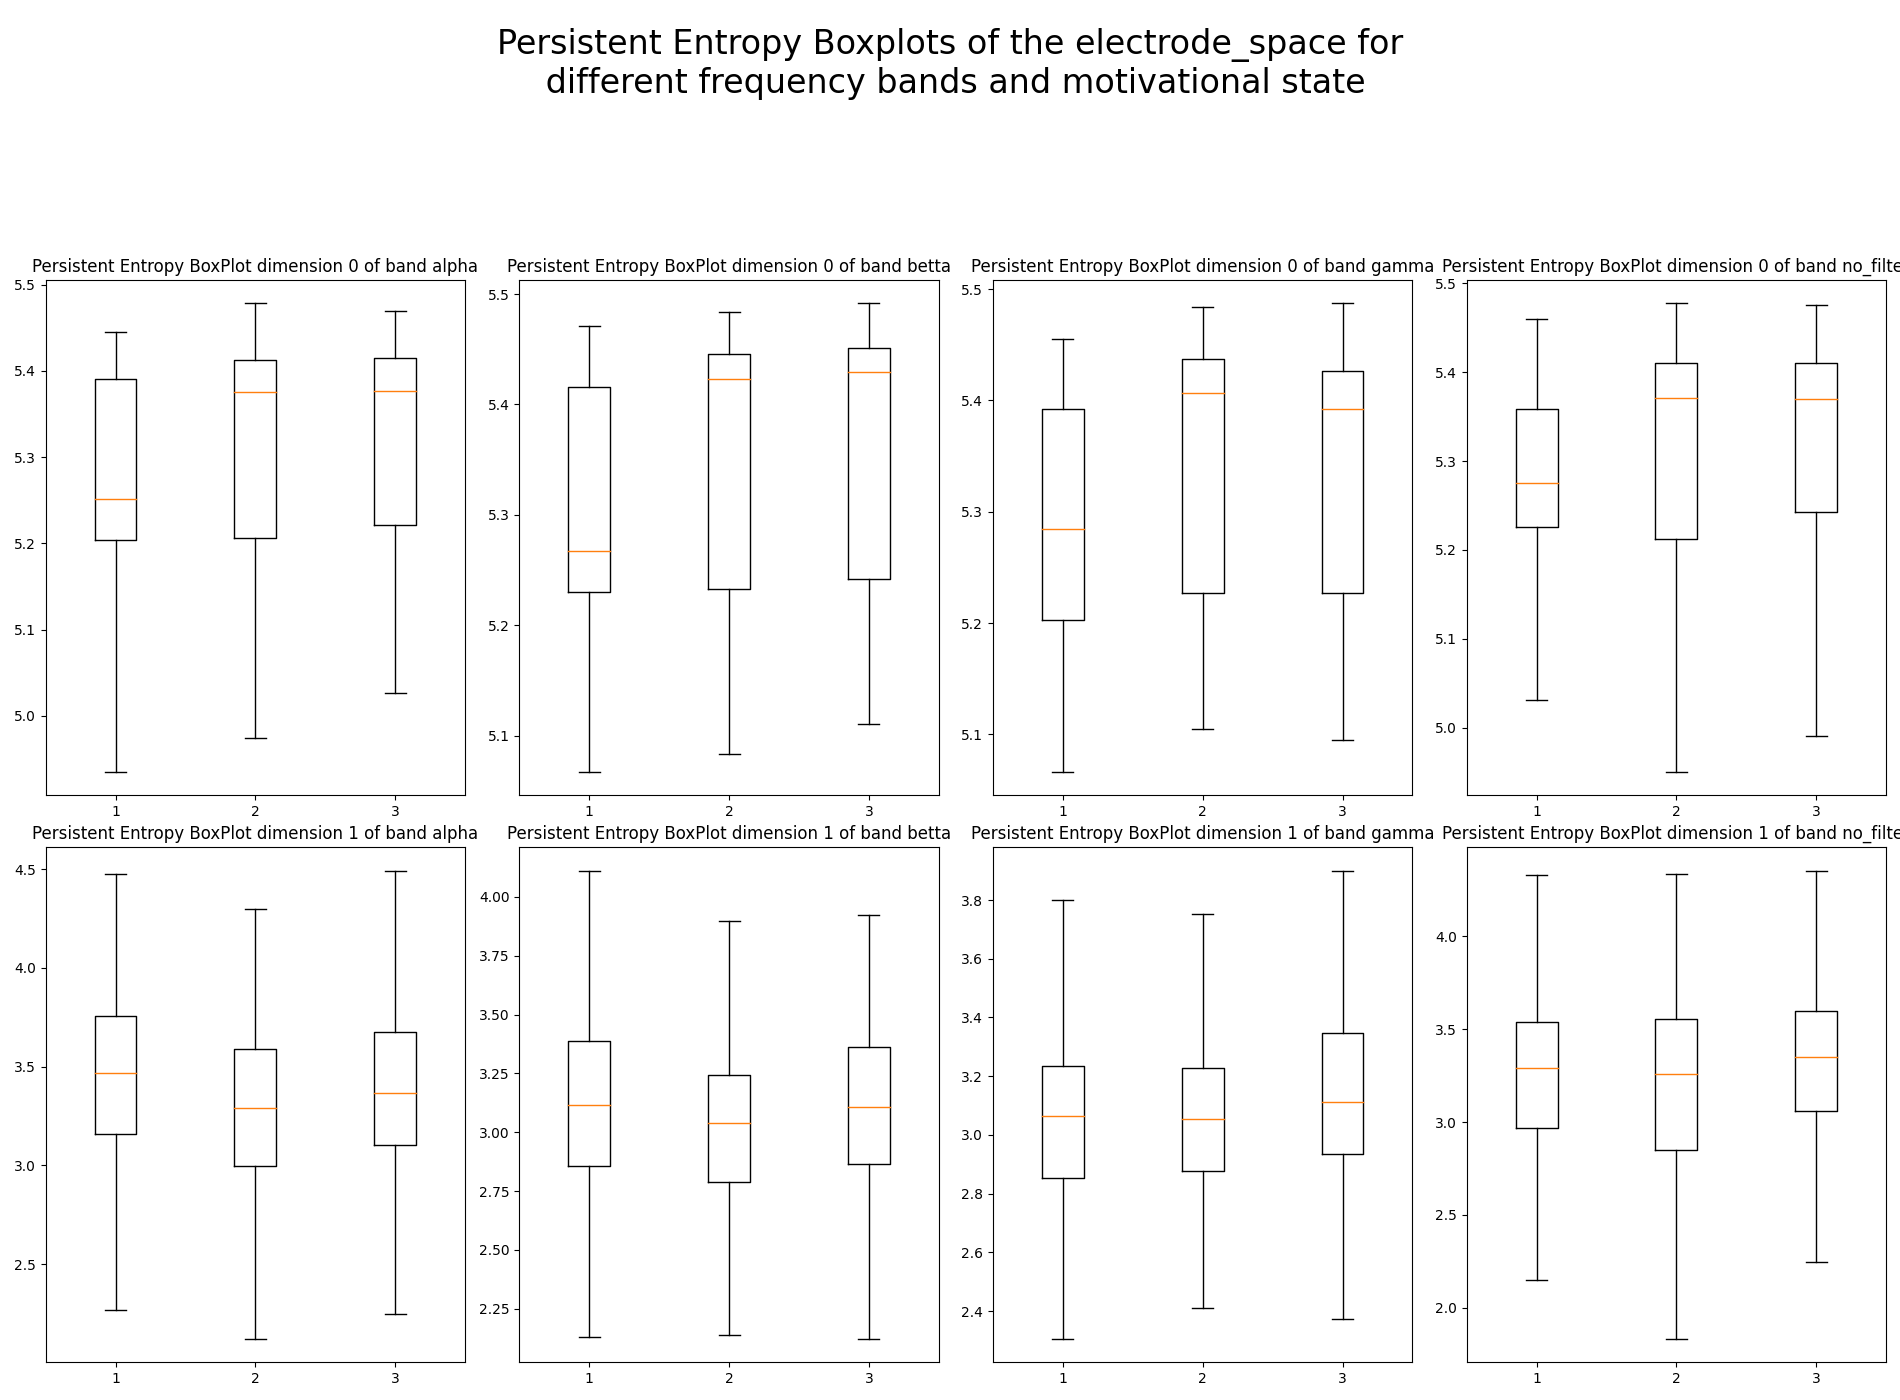 Persistent Entropy Boxplots of the electrode_space for
different frequency bands and motivational state
Persistent Entropy BoxPlot dimension 0 of band alpha
5.5
5.4
5.3
5.2
5.1
5.0
1 2 3
Persistent Entropy BoxPlot dimension 0 of band betta
5.5
5.4
5.3
5.2
5.1
1 2 3
Persistent Entropy BoxPlot dimension 0 of band gamma
5.5
5.4
5.3
5.2
5.1
1 2 3
Persistent Entropy BoxPlot dimension 0 of band no_filte
5.5
5.4
5.3
5.2
5.1
5.0
1 2 3
Persistent Entropy BoxPlot dimension 1 of band alpha
4.5
4.0
3.5
3.0
2.5
1 2 3
Persistent Entropy BoxPlot dimension 1 of band betta
4.00
3.75
3.50
3.25
3.00
2.75
2.50
2.25
1 2 3
Persistent Entropy BoxPlot dimension 1 of band gamma
3.8
3.6
3.4
3.2
3.0
2.8
2.6
2.4
1 2 3
Persistent Entropy BoxPlot dimension 1 of band no_filte
4.0
3.5
3.0
2.5
2.0
1 2 3